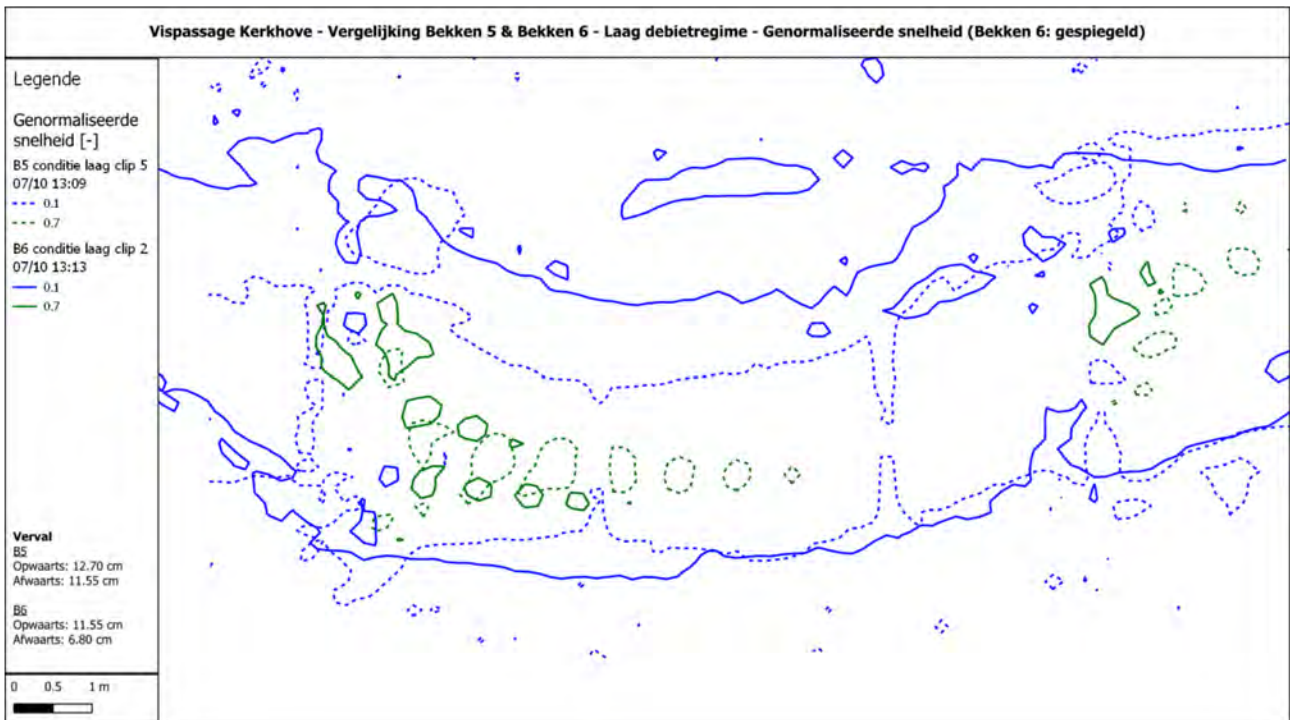 Vispassage Kerkhove - Vergelijking Bekken 5 & Bekken 6 - Laag debietregime - Genormaliseerde snelheid (Bekken 6: gespiegeld)
Legende
Genormaliseerde
snelheid [-]
B5 conditie laag clip 5
07/10 13:09
0.1
0.7
B6 conditie laag clip 2
07/10 13:13
0.1
0.7
Verval
B5
Opwaarts: 12.70 cm
Afwaarts: 11.55 cm
B6
Opwaarts: 11.55 cm
Afwaarts: 6.80 cm
0 0.5 1 m